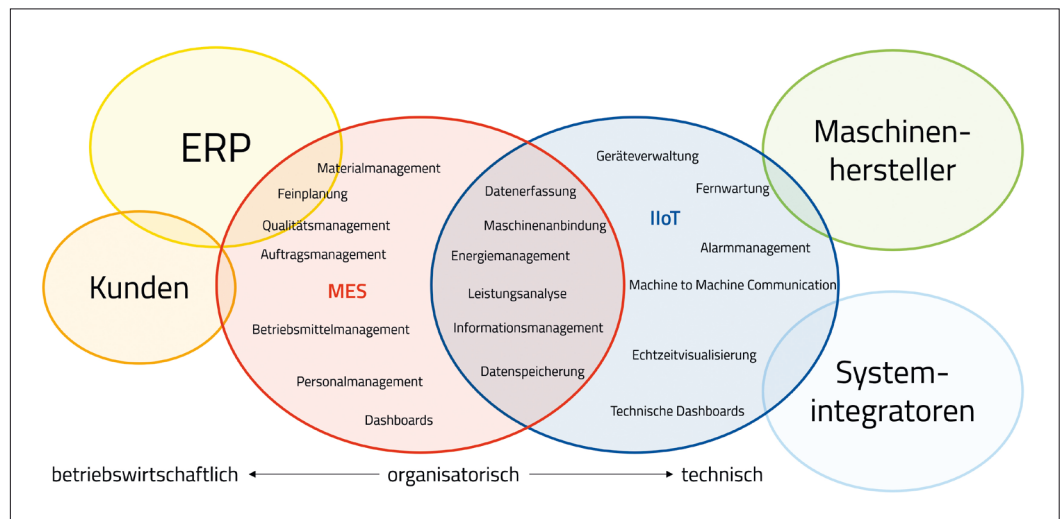 ERP
Kunden
Materialmanagement
Feinplanung
Qualitätsmanagement
Auftragsmanagement
MES
Betriebsmittelmanagement
Personalmanagement
Dashboards
Datenerfassung
Maschinenanbindung
Energiemanagement
Leistungsanalyse
Informationsmanagement
Datenspeicherung
Geräteverwaltung
Fernwartung
IIoT
Alarmmanagement
Machine to Machine Communication
Echtzeitvisualisierung
Technische Dashboards
Maschinen-
hersteller
System-
integratoren
betriebswirtschaftlich
organisatorisch
technisch